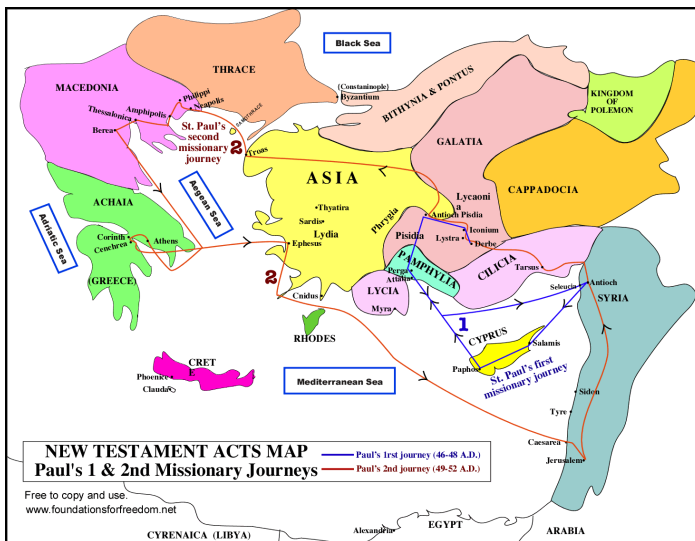 Black Sea
THRACE
MACEDONIA
Philippi
Neapolis
Amphipolis
Thessalonica
Berea
SAMOTHRACE
St. Paul's
second
missionary
journey
2
(Constaninople)
Byzantium
BITHYNIA & PONTUS
KINGDOM
OF
POLEMON
GALATIA
CAPPADOCIA
Troas
ASIA
Thyatira
Sardis
Lydia
Phrygia
Lycaoni
a
Antioch Pisdia
Pisidia
Iconium
Lystra
Derbe
Aegean Sea
Adriatic Sea
ACHAIA
Corinth
Cenchrea
Athens
(GREECE)
Ephesus
2
Cnidus
RHODES
PAMPHYLIA
Perga
Attalia
LYCIA
Myra
CILICIA
Tarsus
Seleucia
Antioch
SYRIA
1
CYPRUS
Salamis
Paphos
St. Paul's first
missionary journey
CRET
E
Phoenice
Clauda
Mediterranean Sea
Sidon
Tyre
Caesarea
Jerusalem
NEW TESTAMENT ACTS MAP
Paul's 1 & 2nd Missionary Journeys
Paul's 1rst journey (46-48 A.D.)
Paul's 2nd journey (49-52 A.D.)
Free to copy and use.
www.foundationsforfreedom.net
CYRENAICA (LIBYA)
Alexandria
EGYPT
ARABIA